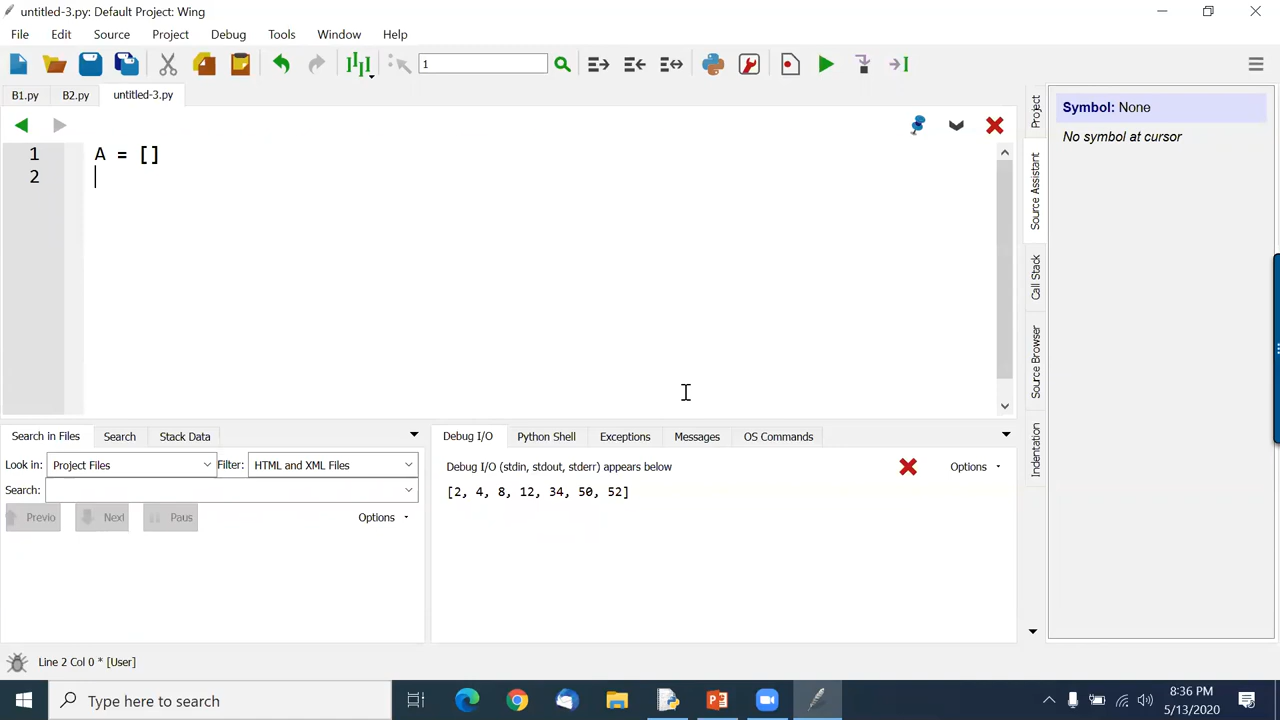 untitled-3.py: Default Project: Wing
File Edit Source Project Debug Tools Window Help
1
B1.py B2.py untitled-3.py
1 A = []
2
Project
Source Assistant
Call Stack
Source Browser
Indentation
Symbol: None
No symbol at cursor
Search in Files Search Stack Data
Look in: Project Files Filter: HTML and XML Files
Search:
Previo Next Paus Options
Debug I/O Python Shell Exceptions Messages OS Commands
Debug I/O (stdin, stdout, stderr) appears below Options
[2, 4, 8, 12, 34, 50, 52]
Line 2 Col 0 * [User]
Type here to search
8:36 PM
5/13/2020